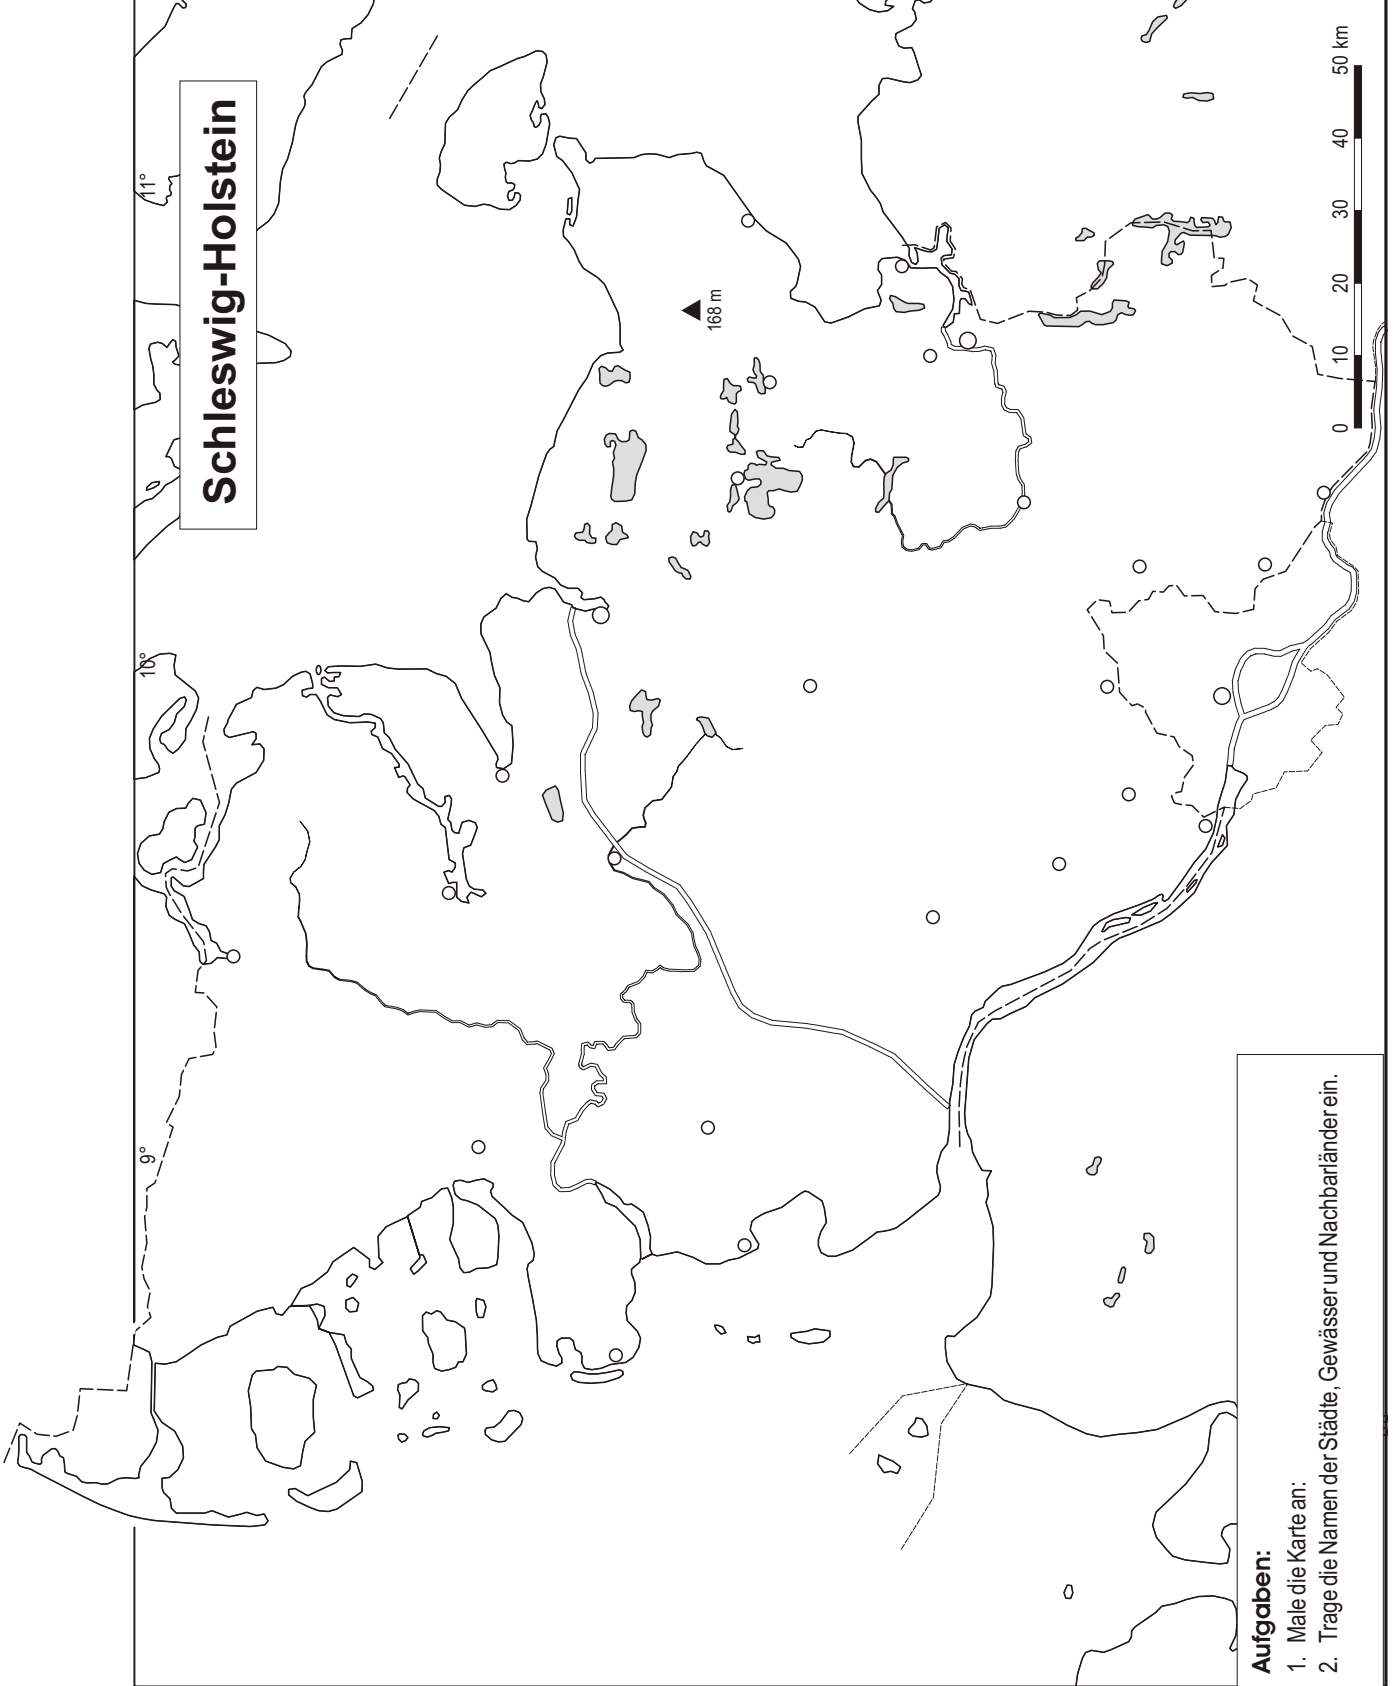 Schleswig-Holstein
9°
10°
11°
168 m
0 10 20 30 40 50 km
Aufgaben:
1. Male die Karte an:
2. Trage die Namen der Städte, Gewässer und Nachbarländer ein.